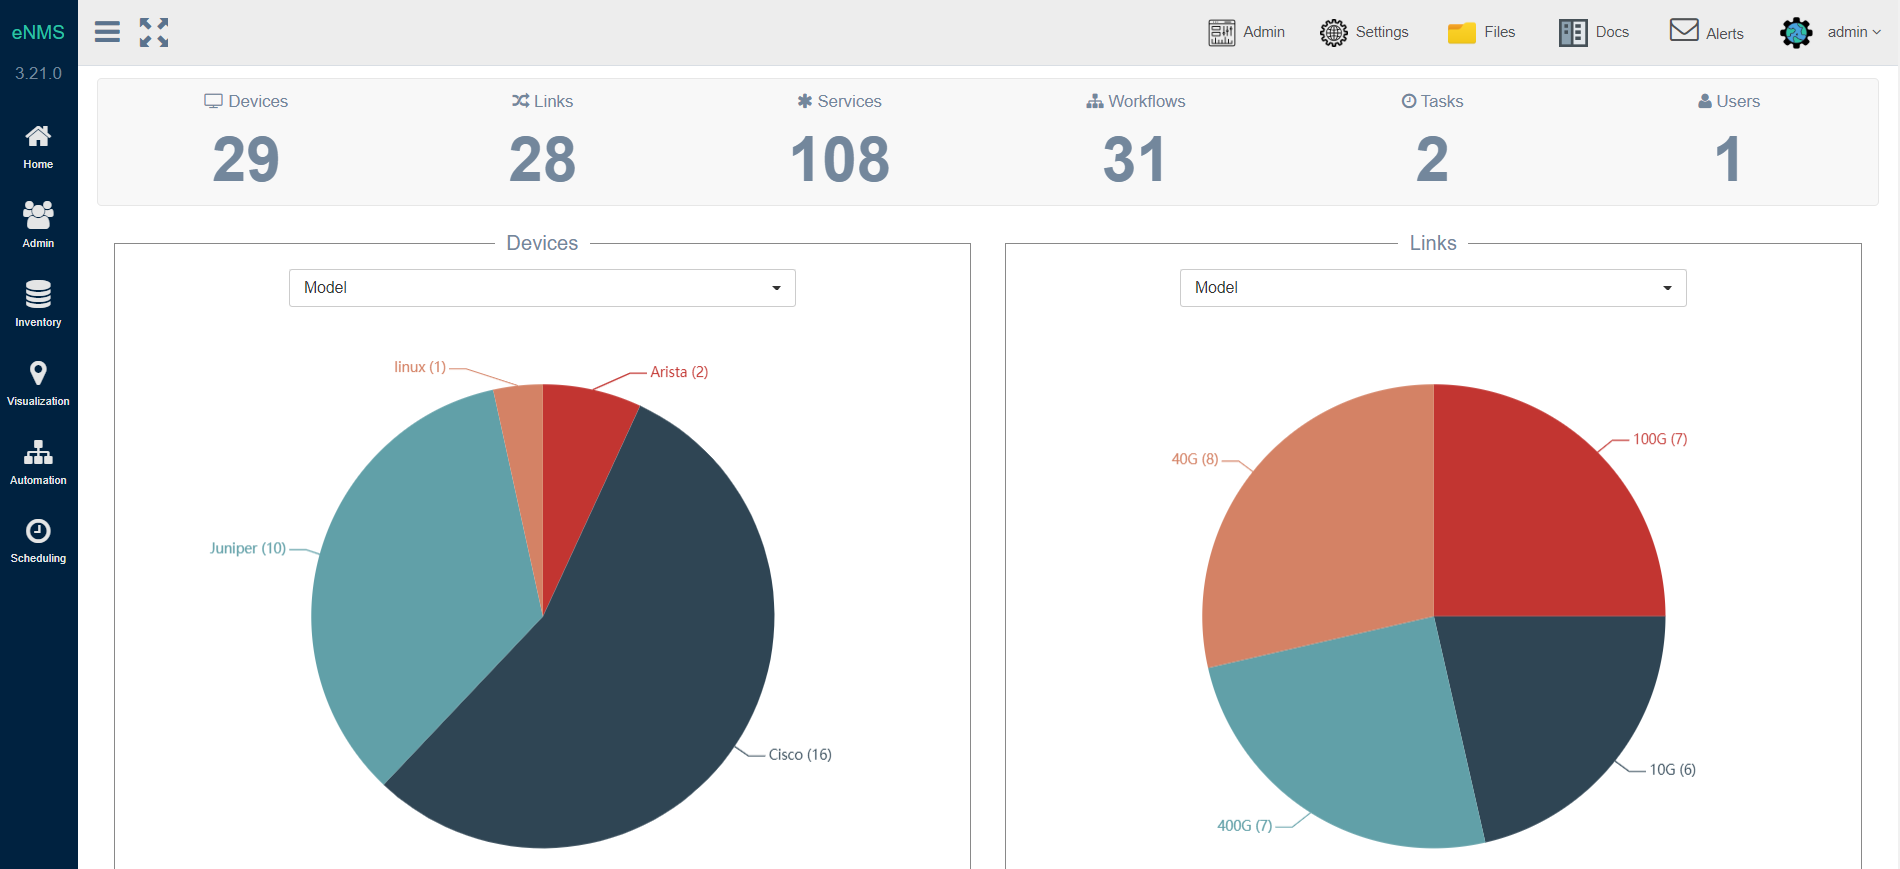 eNMS
3.21.0
Home
Admin
Inventory
Visualization
Automation
Scheduling
Admin
Settings
Files
Docs
Alerts
admin
Devices
29
Links
28
Services
108
Workflows
31
Tasks
2
Users
1
Devices
Model
linux (1)
Arista (2)
Juniper (10)
Cisco (16)
Links
Model
100G (7)
40G (8)
10G (6)
400G (7)